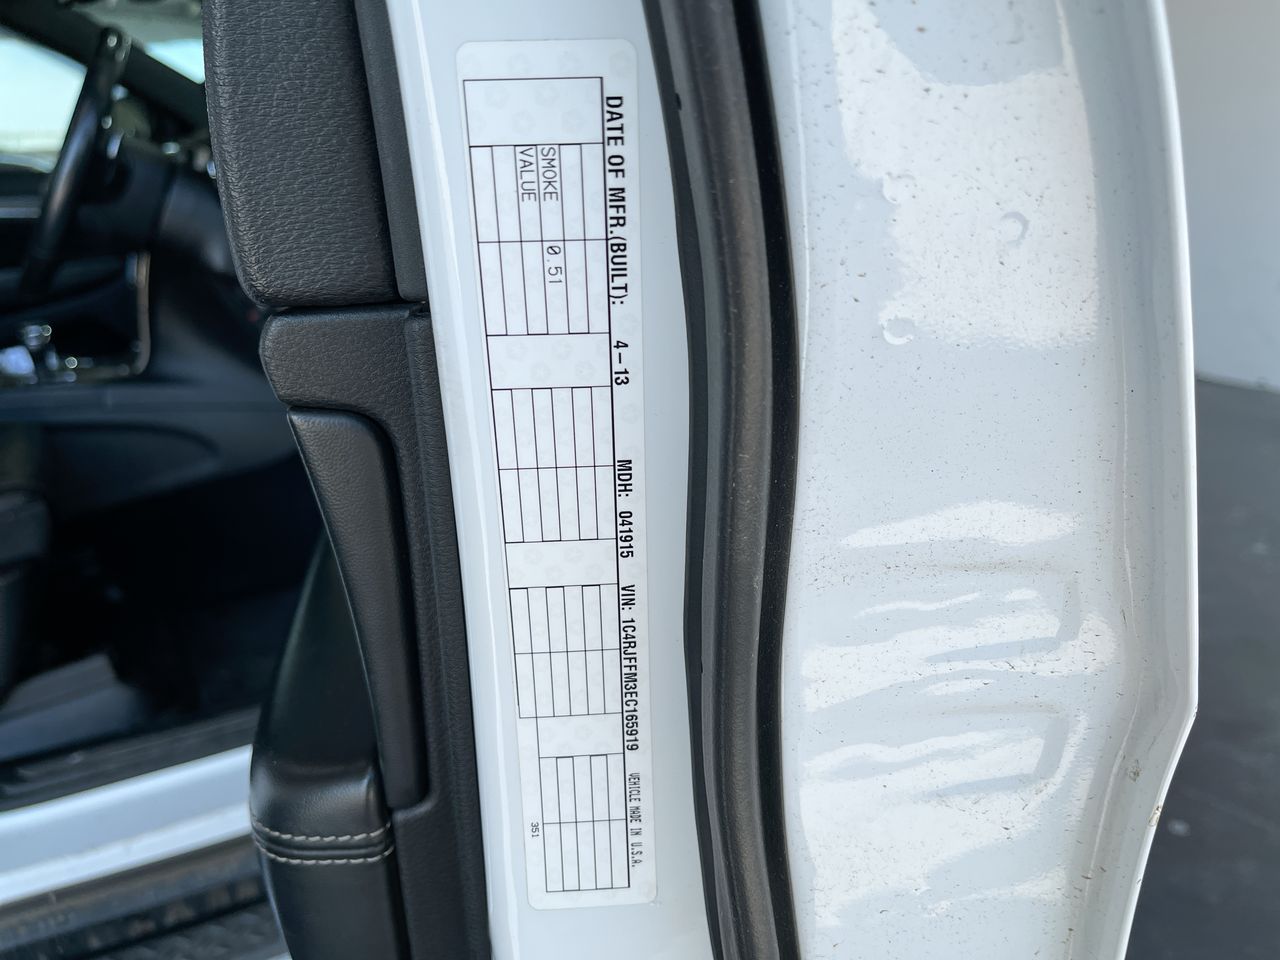 DATE OF MFR.(BUILT): 4-13 MDH: 041915 VIN: 1C4RJFFM3EC165919 VEHICLE MADE IN U.S.A.
SMOKE 0.51
VALUE
351